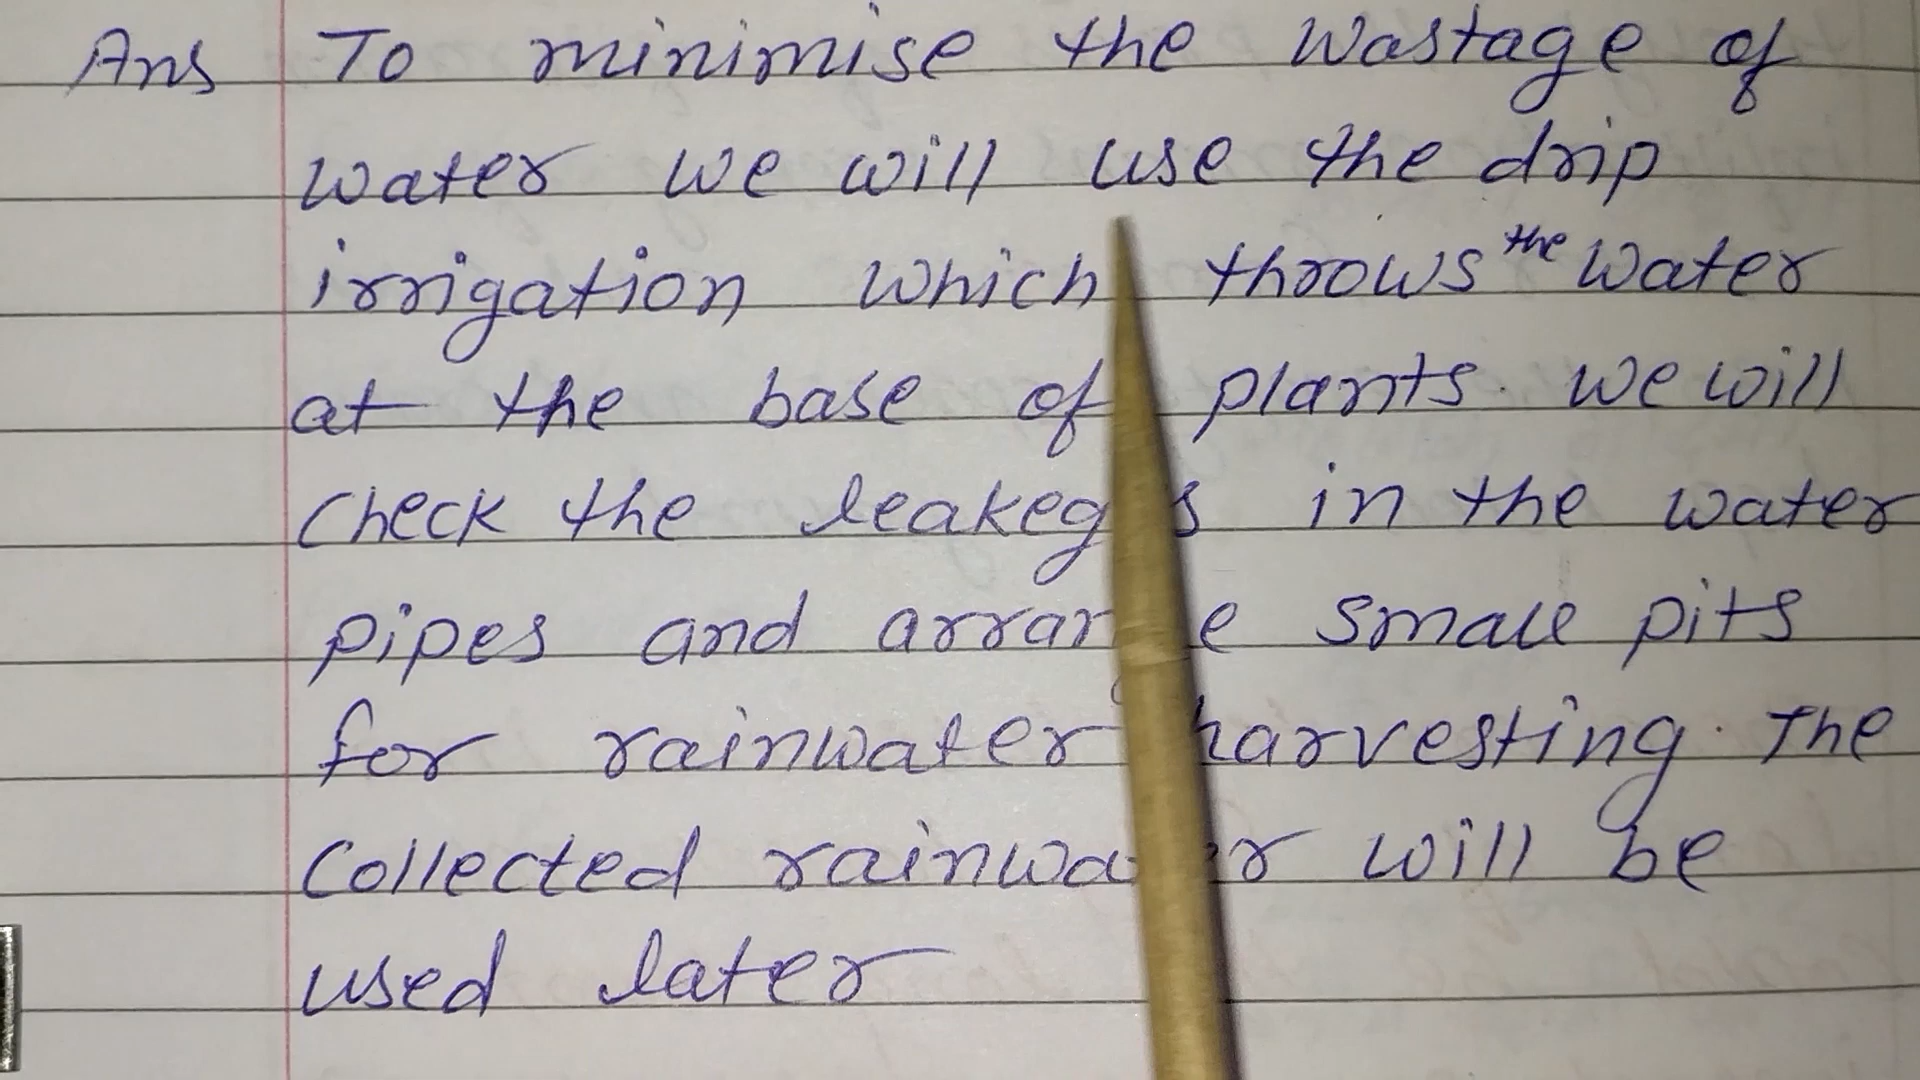 Ans To minimise the wastage of
water we will use the drip
irrigation which throws the water
at the base of plants. we will
check the in the water
pipes and small pits
for rainwater harvesting. The
collected will be
used later